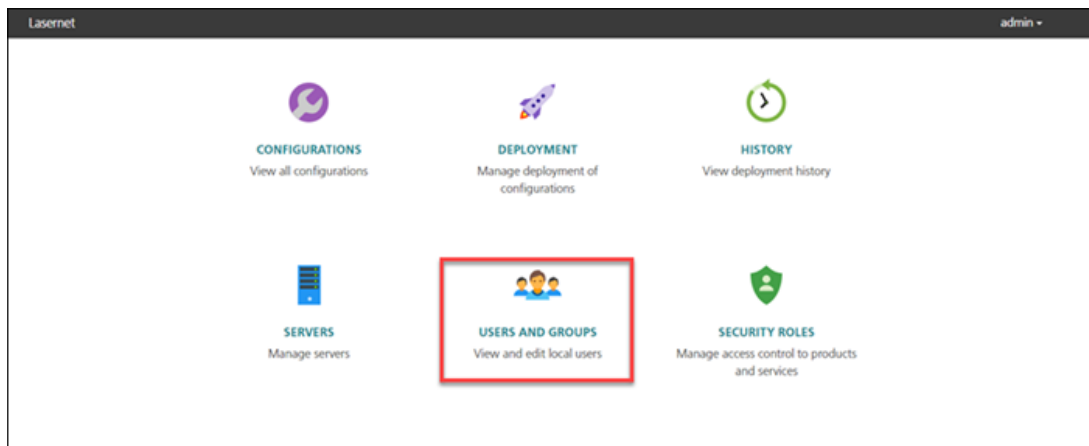 Lasernet
admin
CONFIGURATIONS
View all configurations
DEPLOYMENT
Manage deployment of
configurations
HISTORY
View deployment history
SERVERS
Manage servers
USERS AND GROUPS
View and edit local users
SECURITY ROLES
Manage access control to products
and services